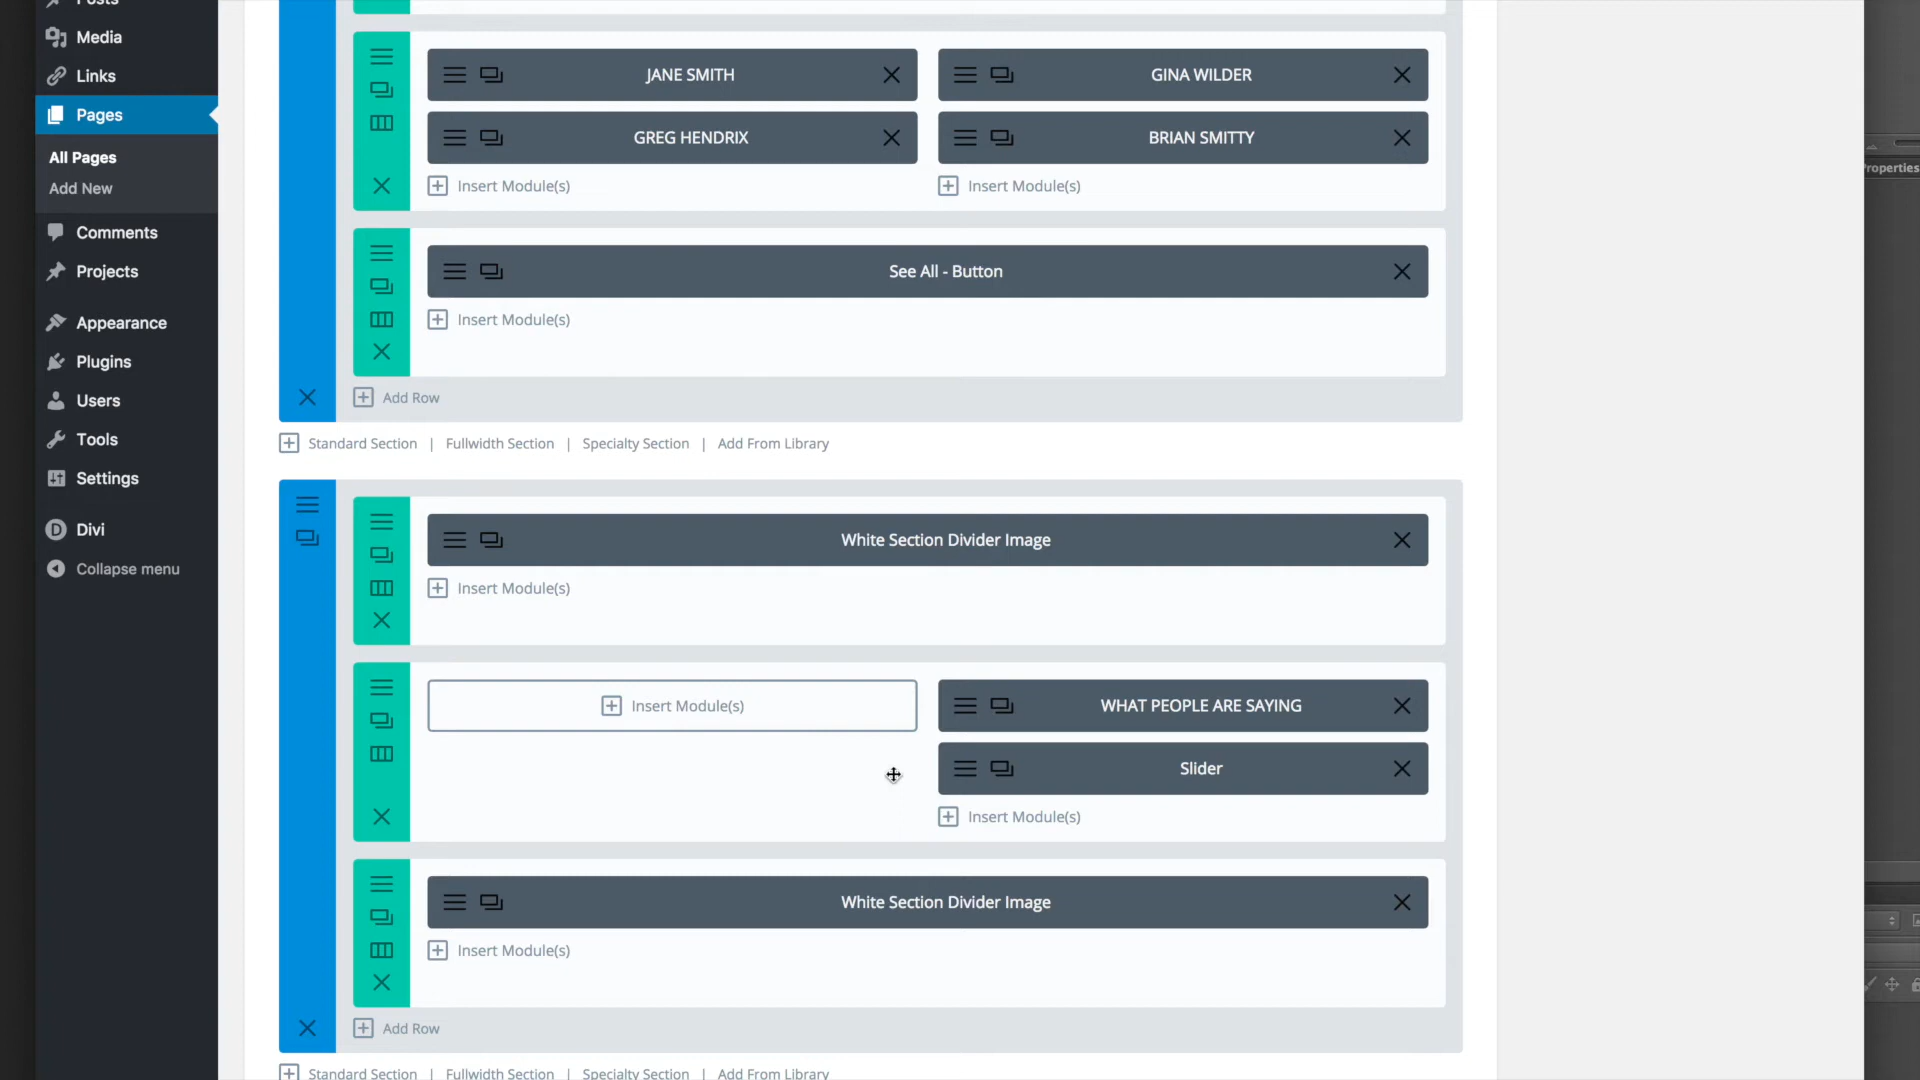 Posts
Media
Links
Pages
All Pages
Add New
Comments
Projects
Appearance
Plugins
Users
Tools
Settings
Divi
Collapse menu
JANE SMITH
GINA WILDER
GREG HENDRIX
BRIAN SMITTY
Insert Module(s)
Insert Module(s)
See All - Button
Insert Module(s)
Add Row
Standard Section | Fullwidth Section | Specialty Section | Add From Library
White Section Divider Image
Insert Module(s)
Insert Module(s)
WHAT PEOPLE ARE SAYING
Slider
Insert Module(s)
White Section Divider Image
Insert Module(s)
Add Row
Standard Section | Fullwidth Section | Specialty Section | Add From Library
Properties